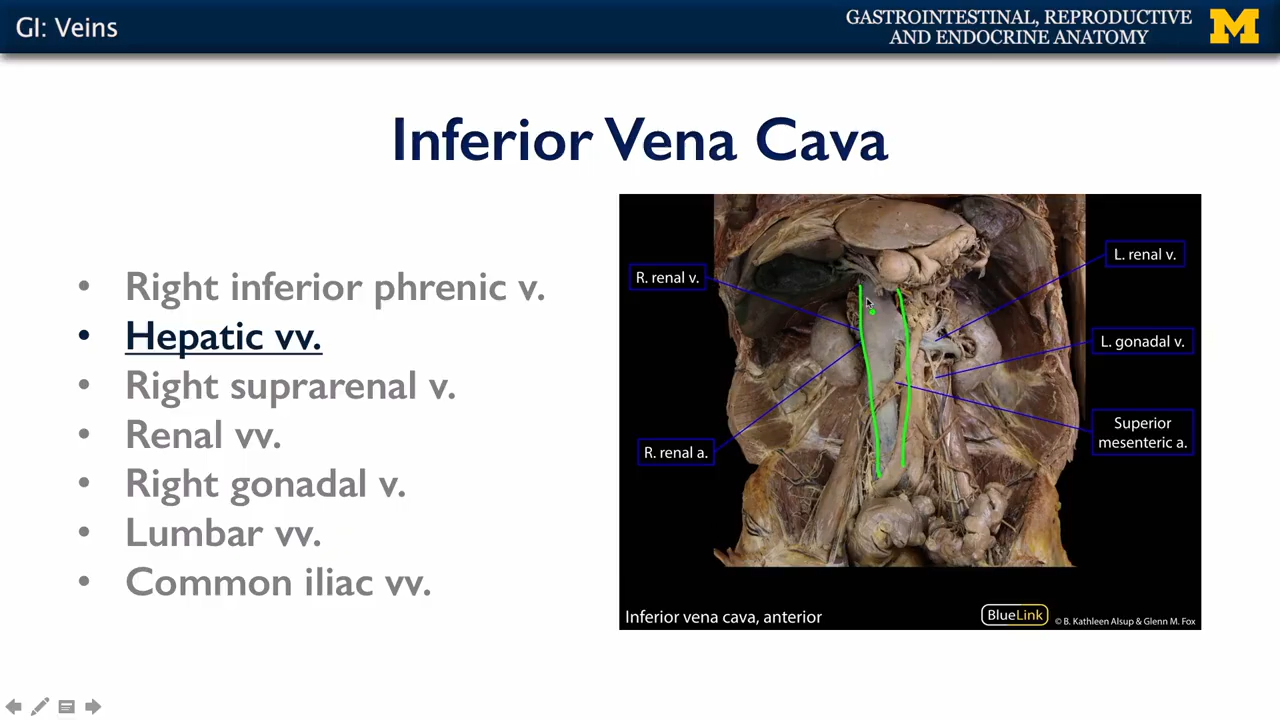 GI: Veins
GASTROINTESTINAL, REPRODUCTIVE
AND ENDOCRINE ANATOMY
M
Inferior Vena Cava
• Right inferior phrenic v.
• Hepatic vv.
• Right suprarenal v.
• Renal vv.
• Right gonadal v.
• Lumbar vv.
• Common iliac vv.
R. renal v.
R. renal a.
L. renal v.
L. gonadal v.
Superior
mesenteric a.
Inferior vena cava, anterior
BlueLink
© B. Kathleen Alsup & Glenn M. Fox